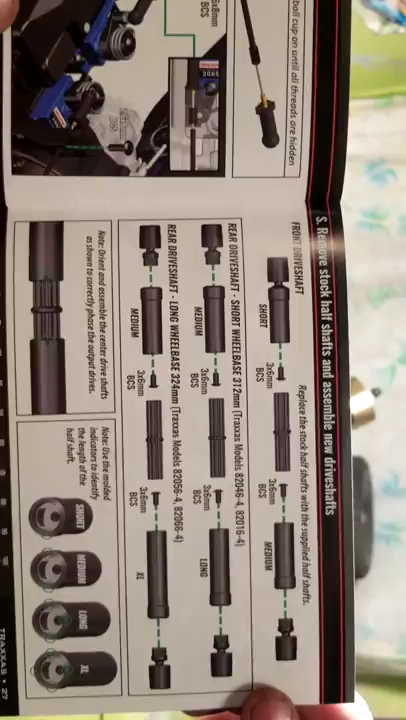 ball cup on until all threads are hidden
BCS
2065
BCS
S. Remove stock half shafts and assemble new driveshafts
Replace the stock half shafts with the supplied half shafts.
FRONT DRIVESHAFT
SHORT
3x6mm
BCS
3x6mm
BCS
MEDIUM
REAR DRIVESHAFT - SHORT WHEELBASE 312mm (Traxxas Models 82046-4, 82016-4)
MEDIUM
3x6mm
BCS
3x6mm
BCS
LONG
REAR DRIVESHAFT - LONG WHEELBASE 324mm (Traxxas Models 82056-4, 82066-4)
MEDIUM
3x6mm
BCS
3x6mm
BCS
XL
Note: Orient and assemble the center drive shafts
as shown to correctly phase the output drives.
Note: Use the molded
indicators to identify
the length of the
half shaft.
SHORT
MEDIUM
LONG
XL
TRAXXAS • 27